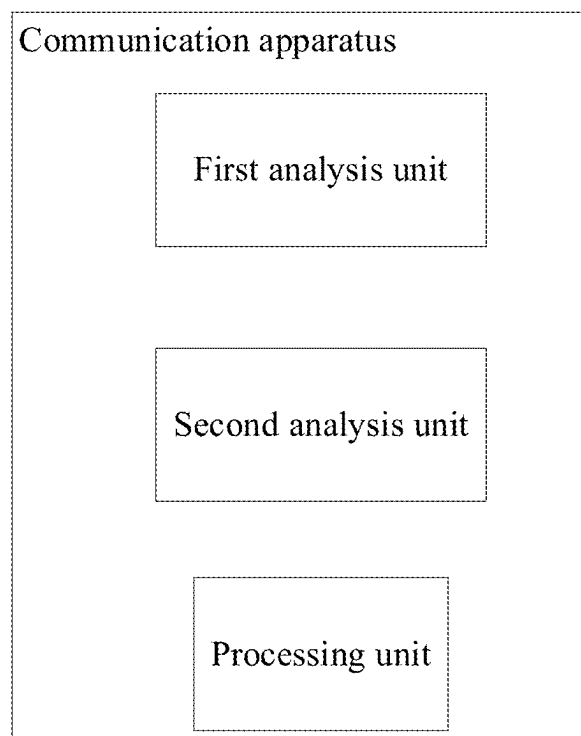 Communication apparatus
First analysis unit
Second analysis unit
Processing unit